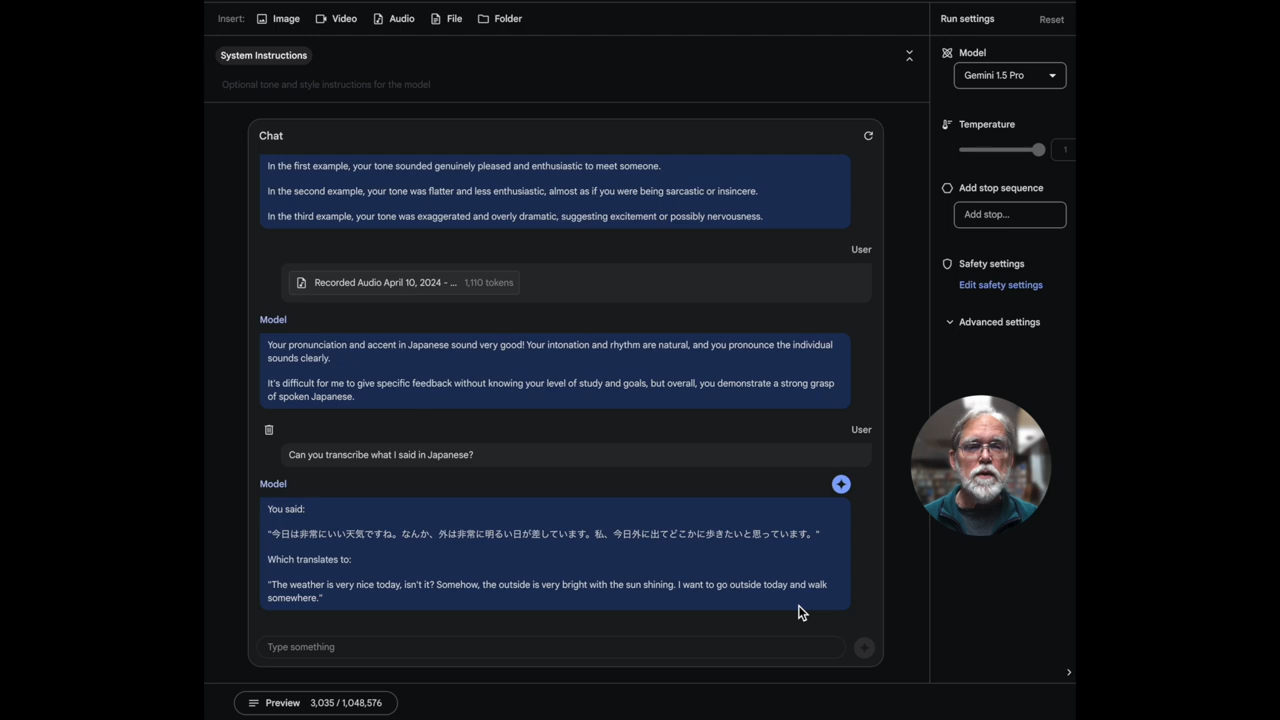 Insert:
Image
Video
Audio
File
Folder
Run settings
Reset
System Instructions
Optional tone and style instructions for the model
Model
Gemini 1.5 Pro
Temperature
1
Add stop sequence
Add stop...
Safety settings
Edit safety settings
Advanced settings
Chat
In the first example, your tone sounded genuinely pleased and enthusiastic to meet someone.
In the second example, your tone was flatter and less enthusiastic, almost as if you were being sarcastic or insincere.
In the third example, your tone was exaggerated and overly dramatic, suggesting excitement or possibly nervousness.
User
Recorded Audio April 10, 2024 - ... 1,110 tokens
Model
Your pronunciation and accent in Japanese sound very good! Your intonation and rhythm are natural, and you pronounce the individual
sounds clearly.
It's difficult for me to give specific feedback without knowing your level of study and goals, but overall, you demonstrate a strong grasp
of spoken Japanese.
User
Can you transcribe what I said in Japanese?
Model
You said:
"今日は非常にいい天気ですね。なんか、外は非常に明るい日が差しています。私、今日外に出てどこかに歩きたいと思っています。"
Which translates to:
"The weather is very nice today, isn't it? Somehow, the outside is very bright with the sun shining. I want to go outside today and walk
somewhere."
Type something
Preview 3,035 / 1,048,576